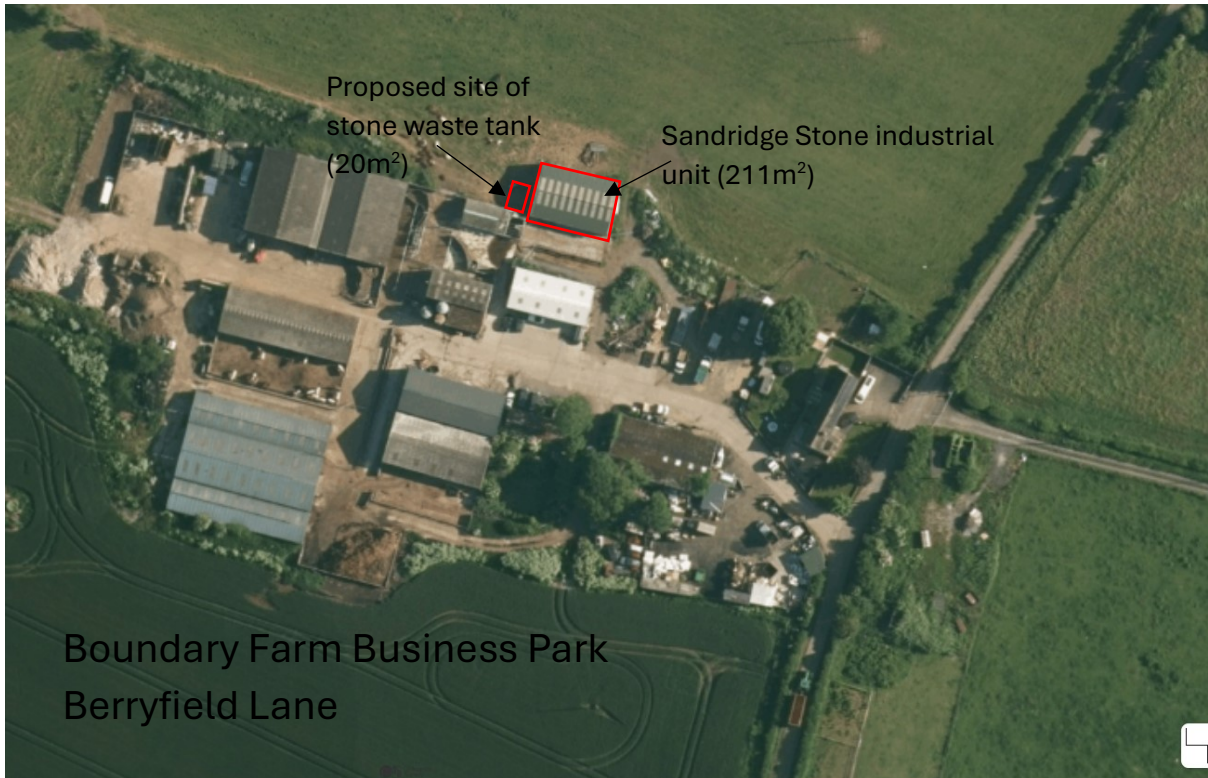 Proposed site of
stone waste tank
(20m²)
Sandridge Stone industrial
unit (211m²)
Boundary Farm Business Park
Berryfield Lane